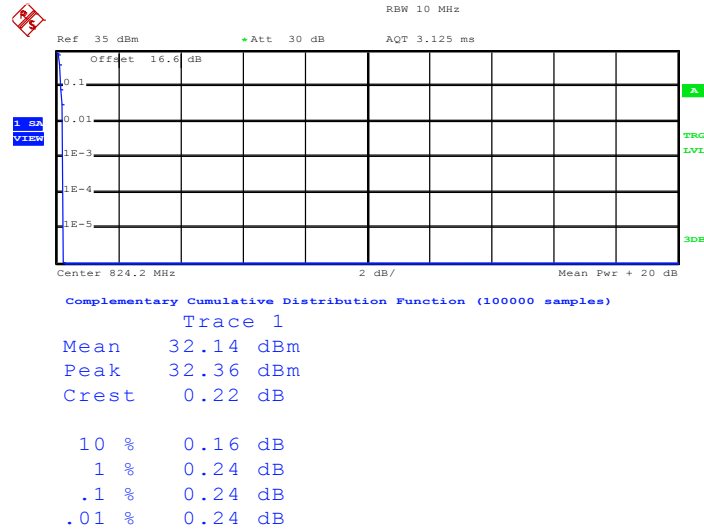 RBW 10 MHz
Ref 35 dBm *Att 30 dB AQT 3.125 ms
Offset 16.6 dB
0.1
A
0.01
1 SA
VIEW
TRG
LVL
1E-3
1E-4
1E-5
3DB
Center 824.2 MHz 2 dB/ Mean Pwr + 20 dB
Complementary Cumulative Distribution Function (100000 samples)
Trace 1
Mean 32.14 dBm
Peak 32.36 dBm
Crest 0.22 dB
10 % 0.16 dB
1 % 0.24 dB
.1 % 0.24 dB
.01 % 0.24 dB